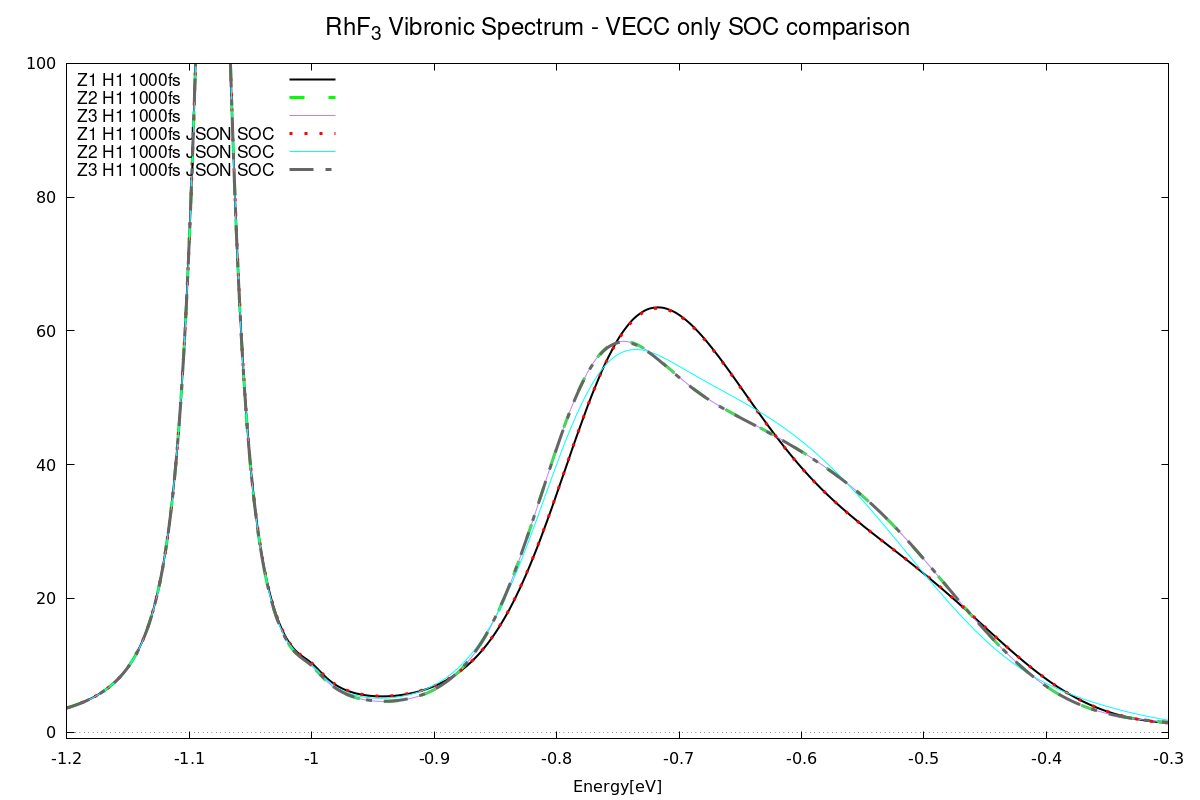 RhF3 Vibronic Spectrum - VECC only SOC comparison
100
Z1 H1 1000fs
Z2 H1 1000fs
Z3 H1 1000fs
Z1 H1 1000fs JSON SOC
Z2 H1 1000fs JSON SOC
Z3 H1 1000fs JSON SOC
80
60
40
20
0
-1.2 -1.1 -1 -0.9 -0.8 -0.7 -0.6 -0.5 -0.4 -0.3
Energy[eV]